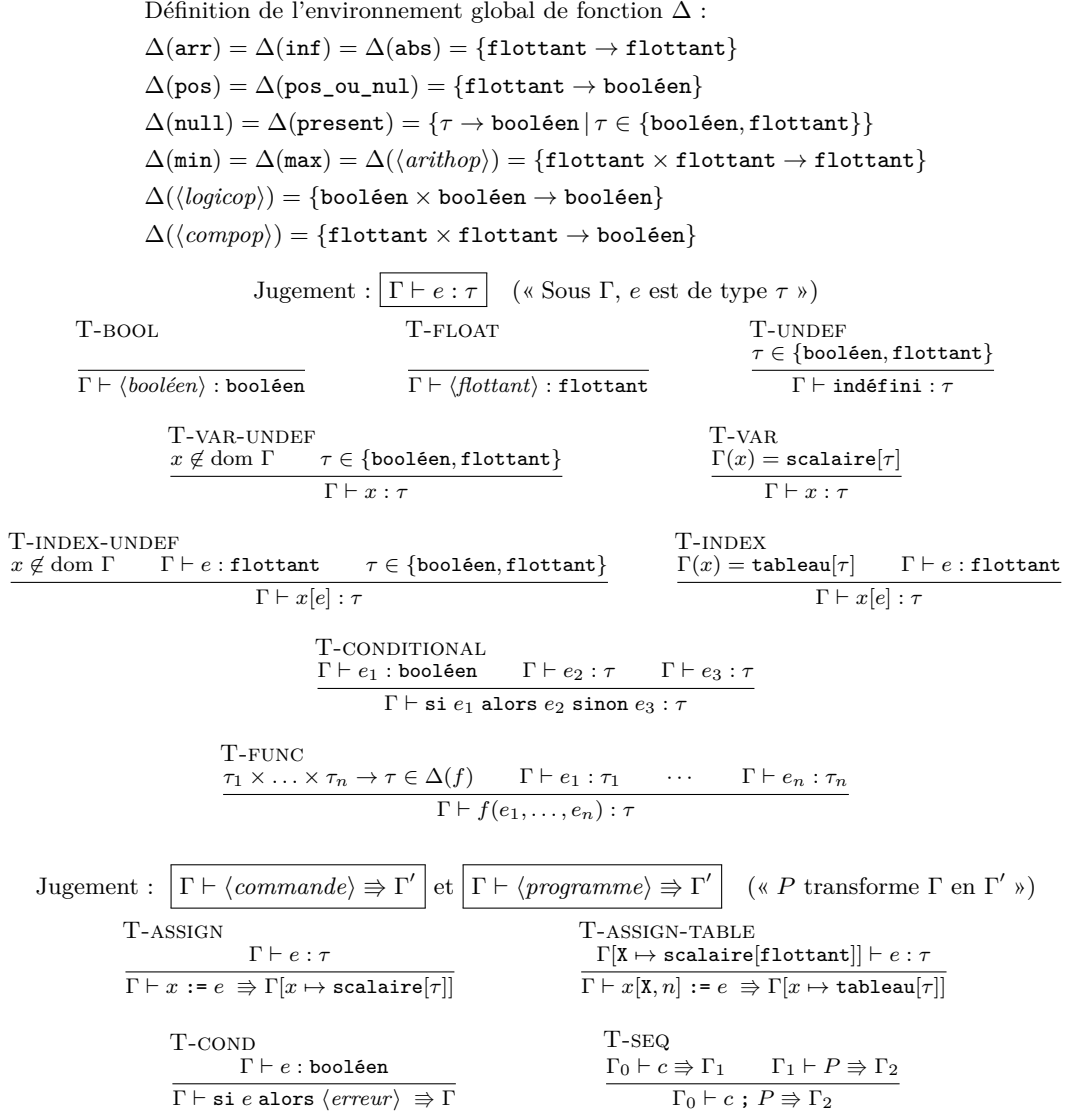 Définition de l'environnement global de fonction Δ :
Δ(arr) = Δ(inf) = Δ(abs) = {flottant → flottant}
Δ(pos) = Δ(pos_ou_nul) = {flottant → booléen}
Δ(null) = Δ(present) = {τ → booléen | τ ∈ {booléen, flottant}}
Δ(min) = Δ(max) = Δ(⟨arithop⟩) = {flottant × flottant → flottant}
Δ(⟨logicop⟩) = {booléen × booléen → booléen}
Δ(⟨compop⟩) = {flottant × flottant → booléen}
Jugement : Γ ⊢ e : τ (« Sous Γ, e est de type τ »)
T-BOOL T-FLOAT T-UNDEF
τ ∈ {booléen, flottant}
Γ ⊢ ⟨booléen⟩ : booléen Γ ⊢ ⟨flottant⟩ : flottant Γ ⊢ indéfini : τ
T-VAR-UNDEF T-VAR
x ∉ dom Γ τ ∈ {booléen, flottant} Γ(x) = scalaire[τ]
Γ ⊢ x : τ Γ ⊢ x : τ
T-INDEX-UNDEF T-INDEX
x ∉ dom Γ Γ ⊢ e : flottant τ ∈ {booléen, flottant} Γ(x) = tableau[τ] Γ ⊢ e : flottant
Γ ⊢ x[e] : τ Γ ⊢ x[e] : τ
T-CONDITIONAL
Γ ⊢ e₁ : booléen Γ ⊢ e₂ : τ Γ ⊢ e₃ : τ
Γ ⊢ si e₁ alors e₂ sinon e₃ : τ
T-FUNC
τ₁ × … × τₙ → τ ∈ Δ(f) Γ ⊢ e₁ : τ₁ ⋯ Γ ⊢ eₙ : τₙ
Γ ⊢ f(e₁, …, eₙ) : τ
Jugement : Γ ⊢ ⟨commande⟩ ⇛ Γ′ et Γ ⊢ ⟨programme⟩ ⇛ Γ′ (« P transforme Γ en Γ′ »)
T-ASSIGN T-ASSIGN-TABLE
Γ ⊢ e : τ Γ[X ↦ scalaire[flottant]] ⊢ e : τ
Γ ⊢ x := e ⇛ Γ[x ↦ scalaire[τ]] Γ ⊢ x[X, n] := e ⇛ Γ[x ↦ tableau[τ]]
T-COND T-SEQ
Γ ⊢ e : booléen Γ₀ ⊢ c ⇛ Γ₁ Γ₁ ⊢ P ⇛ Γ₂
Γ ⊢ si e alors ⟨erreur⟩ ⇛ Γ Γ₀ ⊢ c ; P ⇛ Γ₂